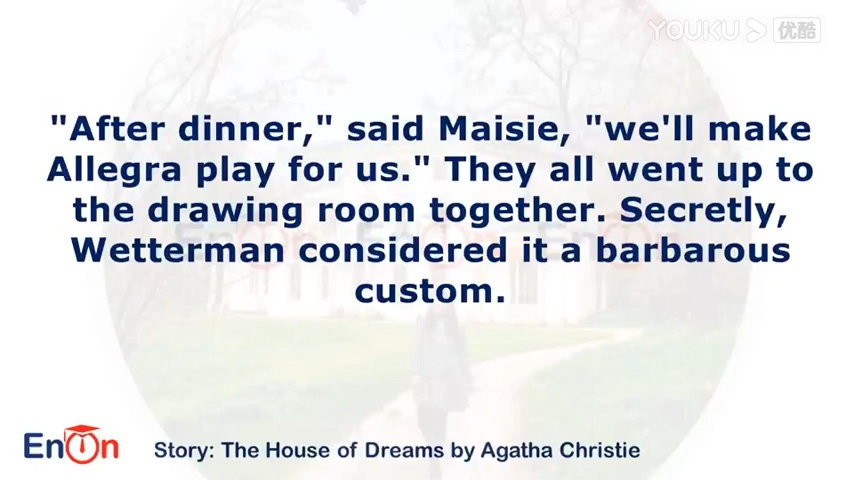 YOUKU 优酷
"After dinner," said Maisie, "we'll make
Allegra play for us." They all went up to
the drawing room together. Secretly,
Wetterman considered it a barbarous
custom.
EnOn
Story: The House of Dreams by Agatha Christie